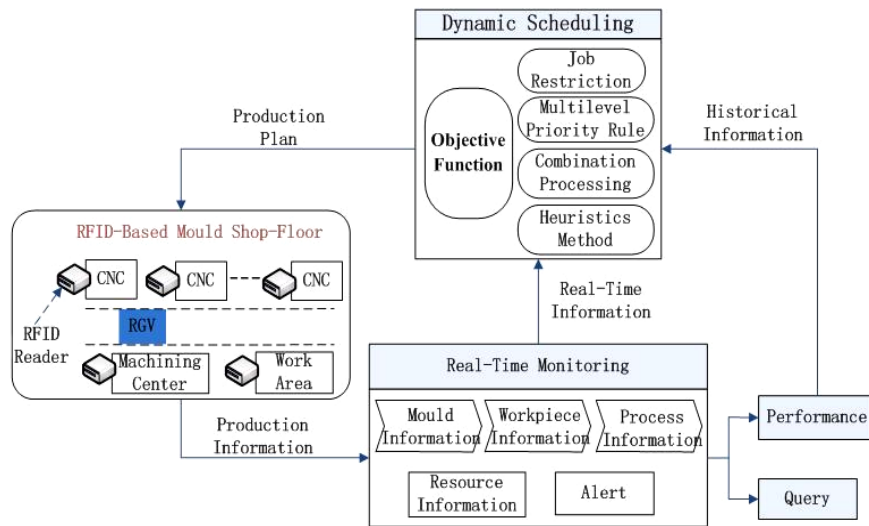 Dynamic Scheduling
Objective
Function
Job
Restriction
Multilevel
Priority Rule
Combination
Processing
Heuristics
Method
Production
Plan
Historical
Information
RFID-Based Mould Shop-Floor
CNC
CNC
CNC
RGV
RFID
Reader
Machining
Center
Work
Area
Real-Time
Information
Production
Information
Real-Time Monitoring
Mould
Information
Workpiece
Information
Process
Information
Resource
Information
Alert
Performance
Query